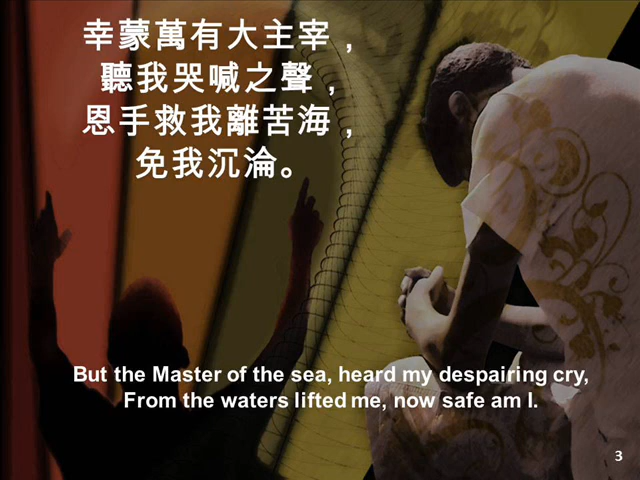 幸蒙萬有大主宰，
聽我哭喊之聲，
恩手救我離苦海，
免我沉淪。
But the Master of the sea, heard my despairing cry,
From the waters lifted me, now safe am I.
3